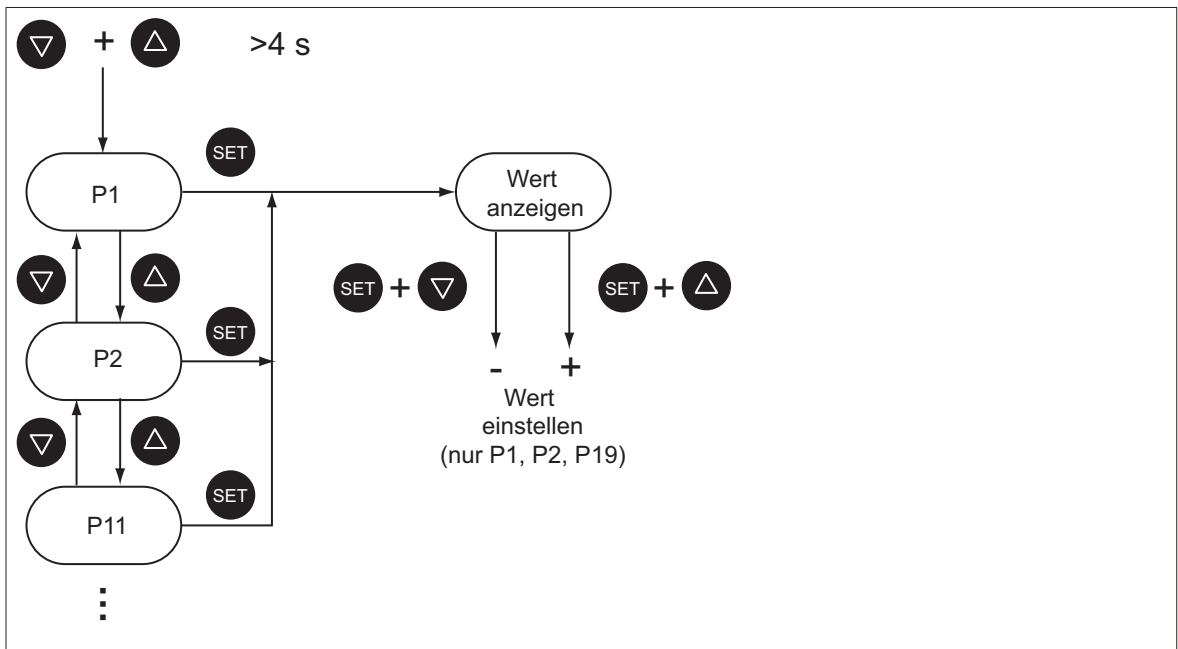 + >4 s
SET
P1
Wert
anzeigen
SET + SET +
SET
P2
- +
Wert
einstellen
(nur P1, P2, P19)
SET
P11
⋮